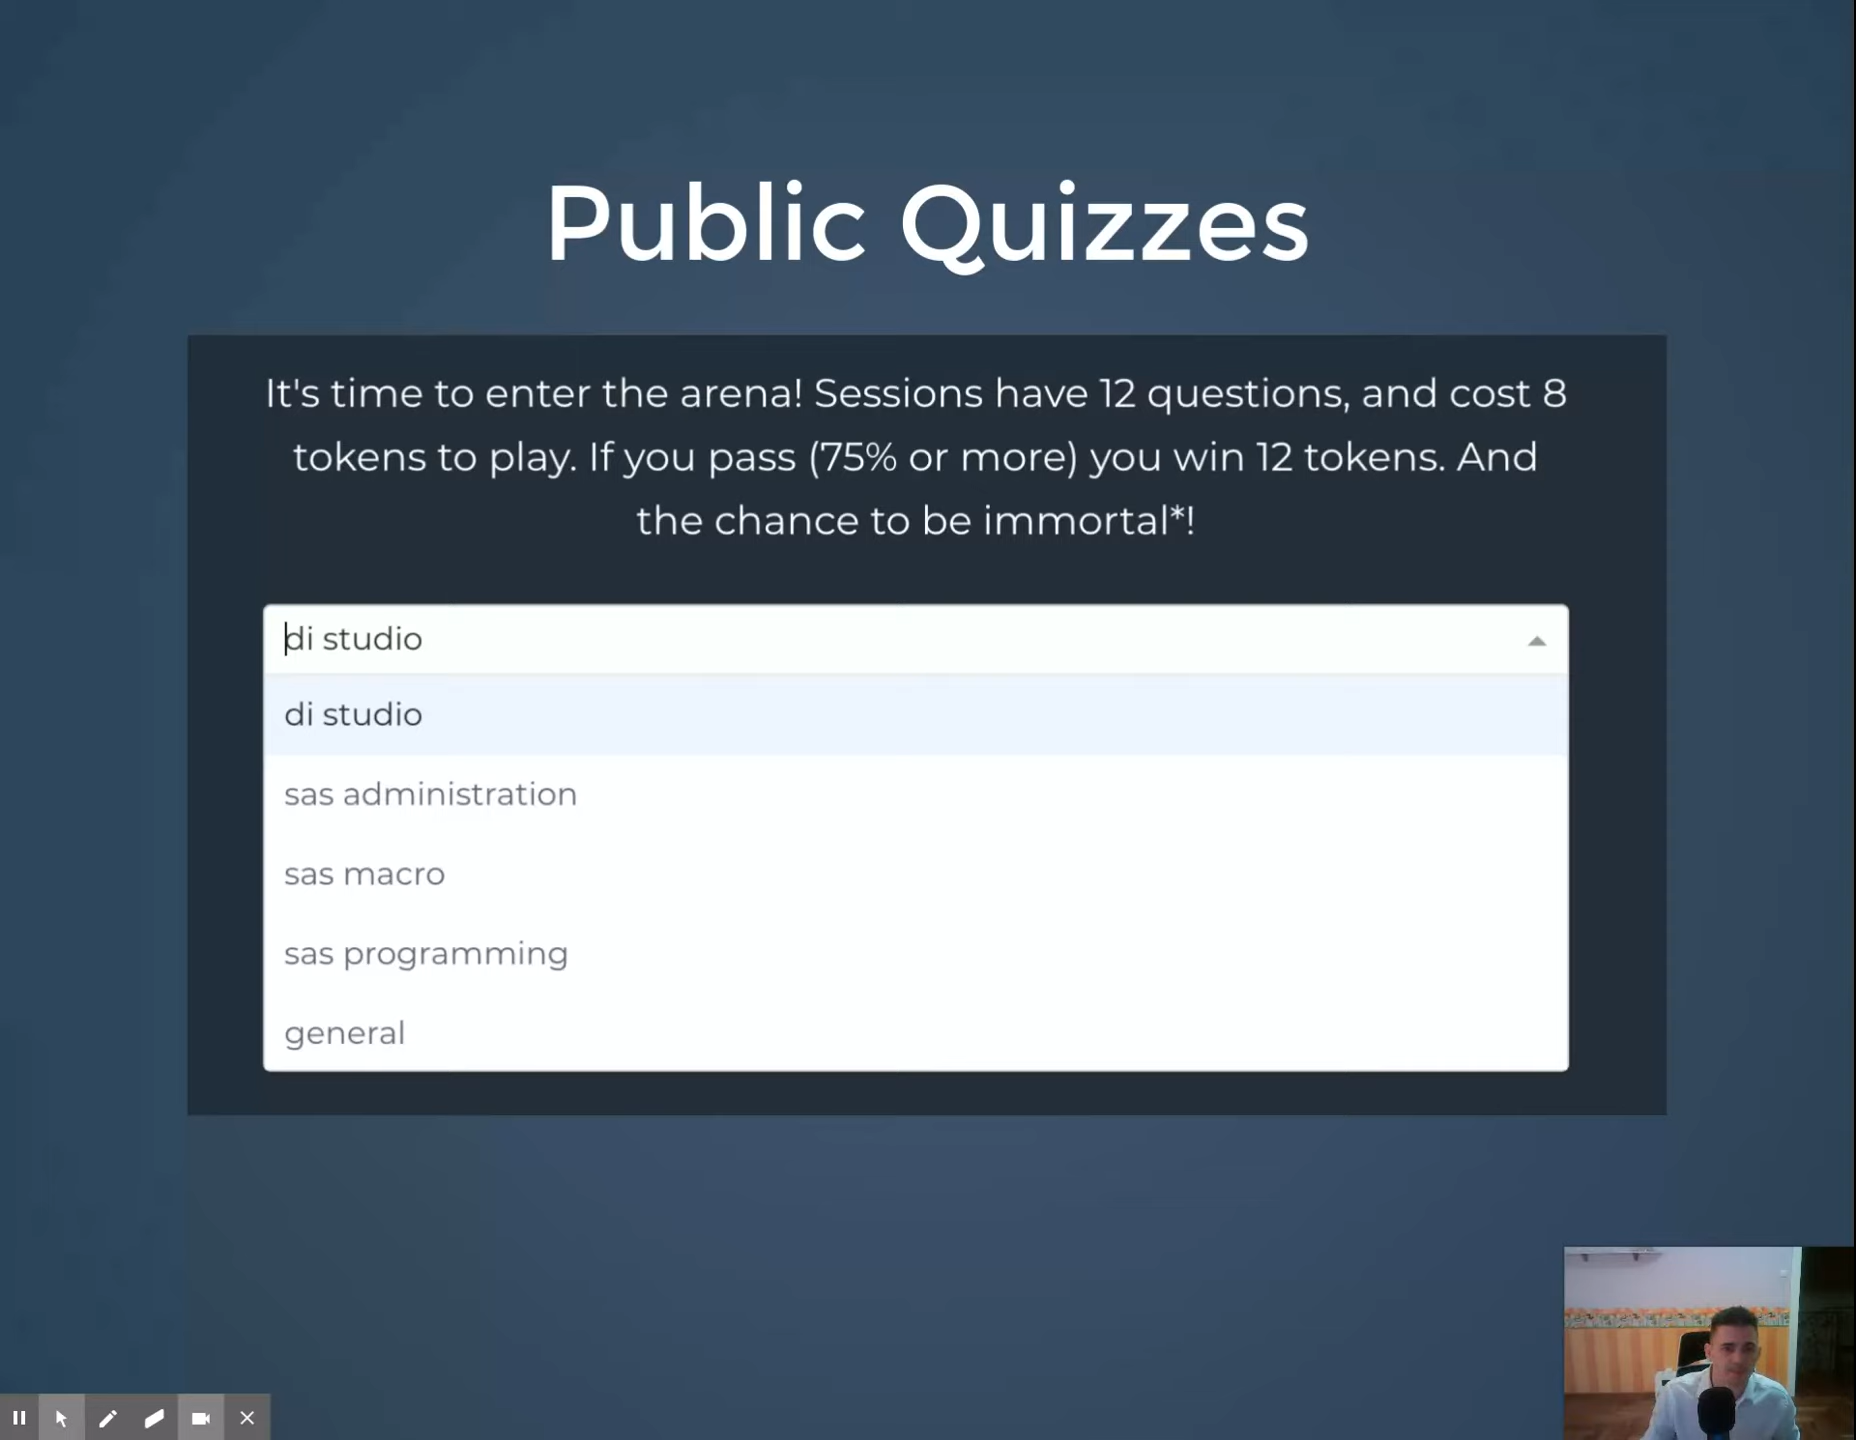 Public Quizzes
It's time to enter the arena! Sessions have 12 questions, and cost 8
tokens to play. If you pass (75% or more) you win 12 tokens. And
the chance to be immortal*!
di studio
di studio
sas administration
sas macro
sas programming
general